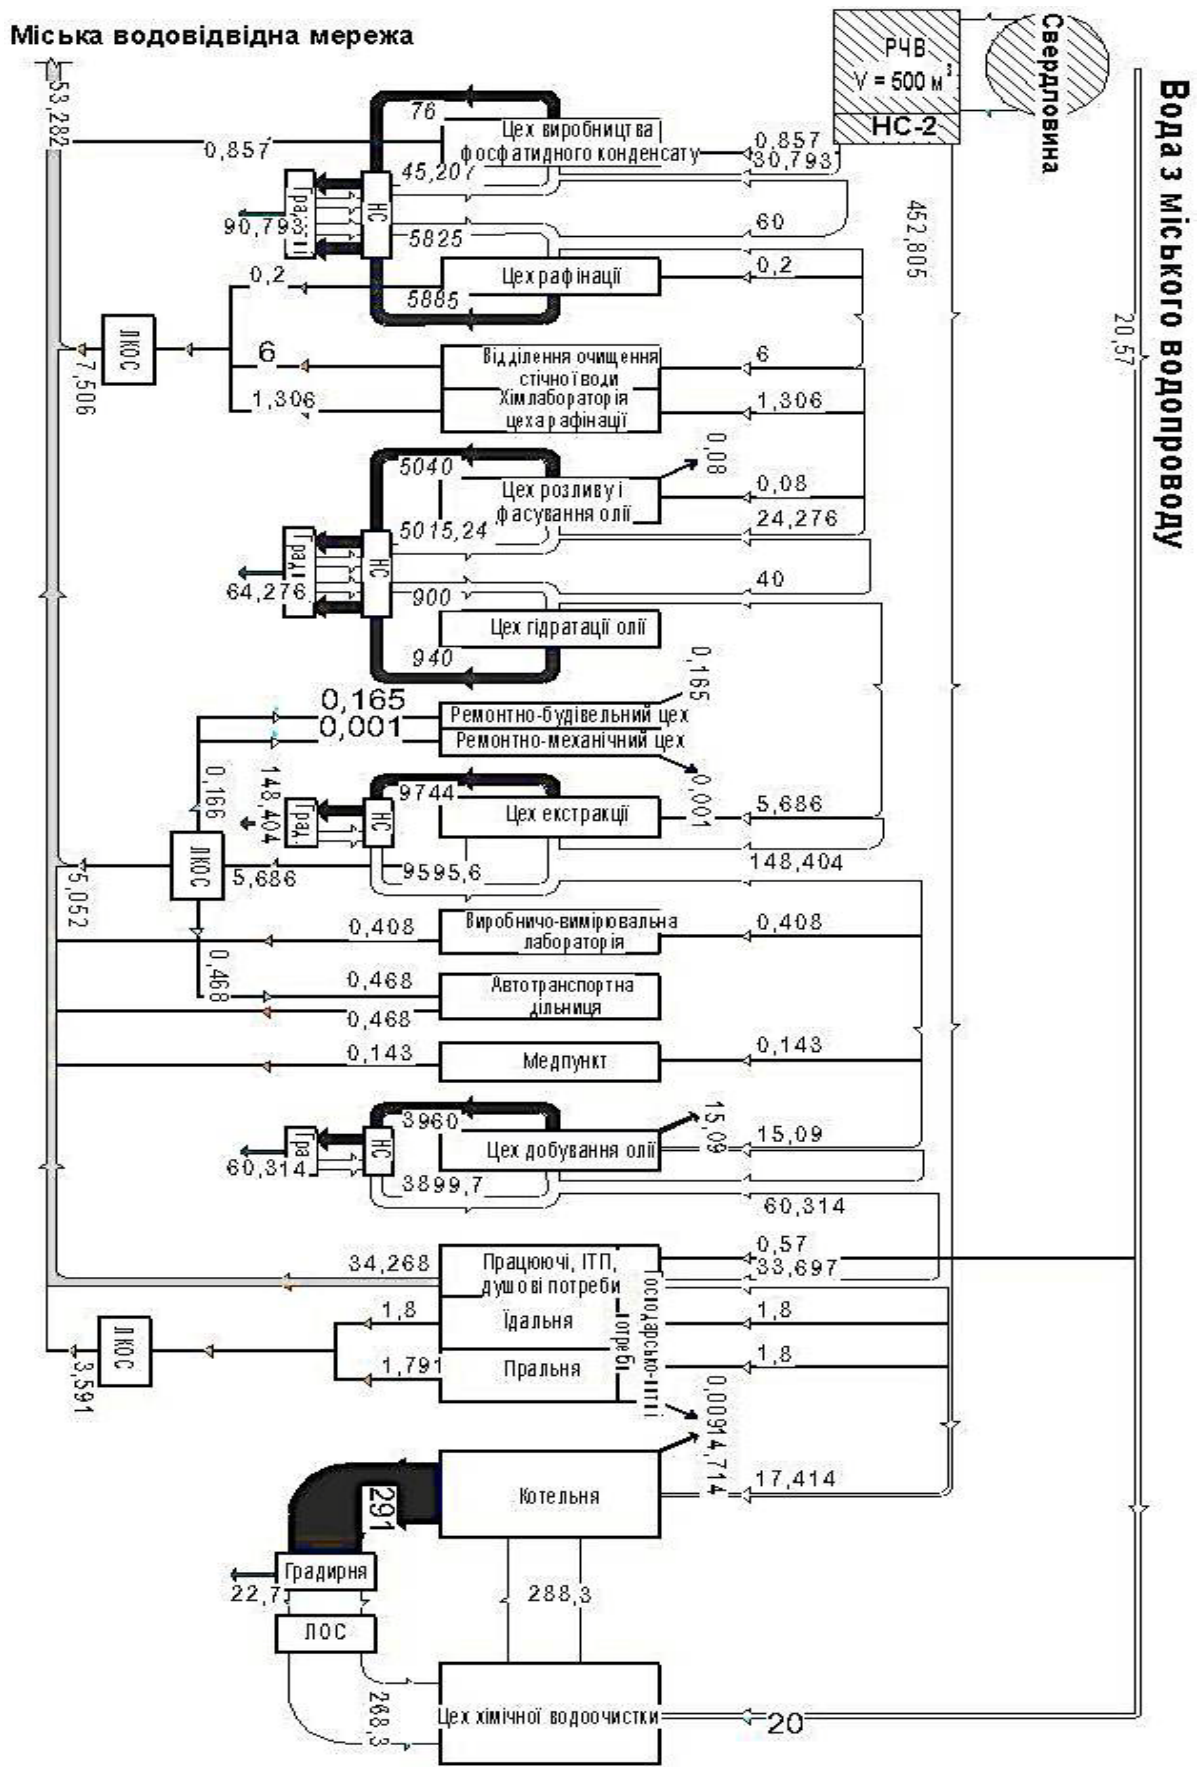 Міська водовідвідна мережа
РЧВ
V = 500 м³
НС-2
Свердловина
Вода з міського водопроводу
53,282
76
Цех виробництва
фосфатидного конденсату
0,857
0,857
30,793
45,207
НС
90,793
5825
60
452,805
0,2
Цех рафінації
0,2
5885
20,57
ЛКОС
7,506
6
Відділення очищення
стічної води
6
1,306
Хімлабораторія
цеха рафінації
1,306
5040
0,08
Цех розливу і
фасування олії
0,08
5015,24
24,276
НС
64,276
900
40
Цех гідратації олії
940
0,165
0,165
Ремонтно-будівельний цех
0,001
Ремонтно-механічний цех
0,001
0,166
148,404
9744
Град.
НС
Цех екстракції
5,686
ЛКОС
5,686
9595,6
148,404
5,052
0,408
Виробничо-вимірювальна
лабораторія
0,408
0,468
0,468
Автотранспортна
дільниця
0,468
0,143
Медпункт
0,143
3960
15,09
НС
Цех добування олії
15,09
60,314
3899,7
60,314
34,268
Працюючі, ІТП,
душові потреби
0,57
33,697
1,8
Їдальня
1,8
ЛКОС
3,591
1,791
Пральня
1,8
0,009
14,714
291
Котельня
17,414
Градирня
22,7
288,3
ЛОС
268,3
Цех хімічної водоочистки
20